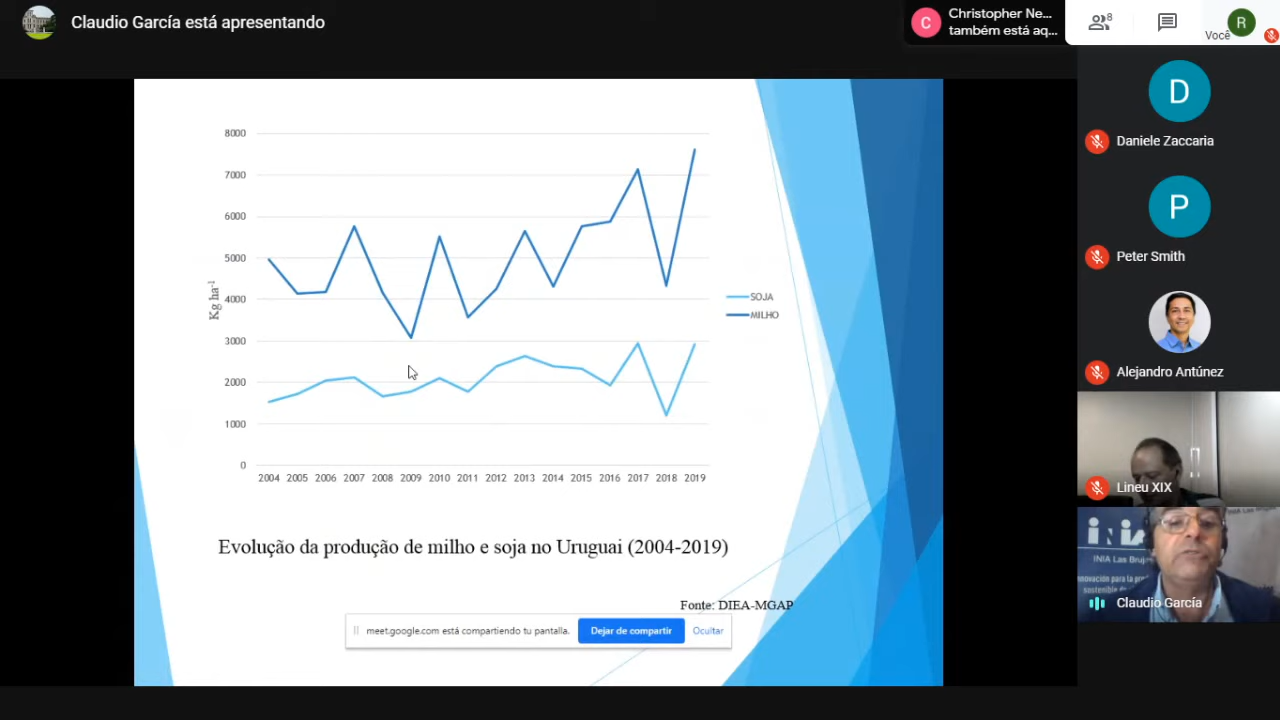 Claudio García está apresentando
Christopher Ne...
também está aq...
C
8
Você
R
8000
7000
6000
5000
4000
3000
2000
1000
0
Kg ha-1
2004 2005 2006 2007 2008 2009 2010 2011 2012 2013 2014 2015 2016 2017 2018 2019
SOJA
MILHO
Evolução da produção de milho e soja no Uruguai (2004-2019)
Fonte: DIEA-MGAP
meet.google.com está compartiendo tu pantalla.
Dejar de compartir
Ocultar
D
Daniele Zaccaria
P
Peter Smith
Alejandro Antúnez
Lineu XIX
INIA Las Bruj
Claudio García